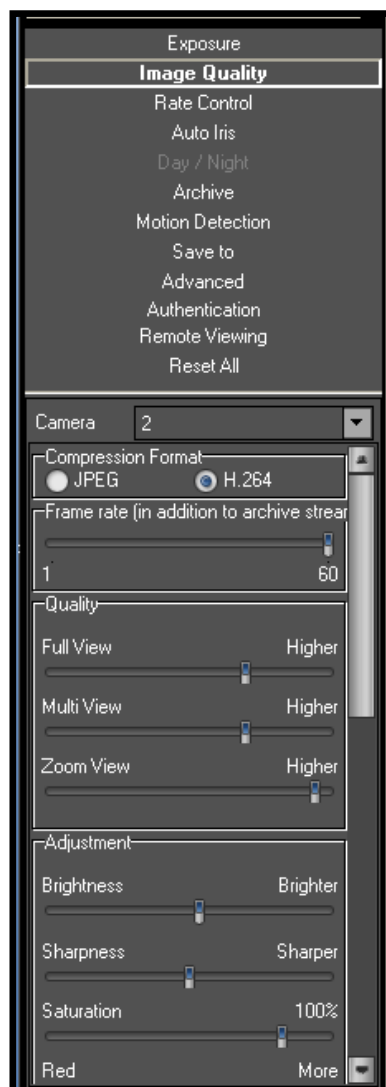 Exposure
Image Quality
Rate Control
Auto Iris
Day / Night
Archive
Motion Detection
Save to
Advanced
Authentication
Remote Viewing
Reset All
Camera 2
Compression Format
JPEG H.264
Frame rate (in addition to archive strear
1 60
Quality
Full View Higher
Multi View Higher
Zoom View Higher
Adjustment
Brightness Brighter
Sharpness Sharper
Saturation 100%
Red More